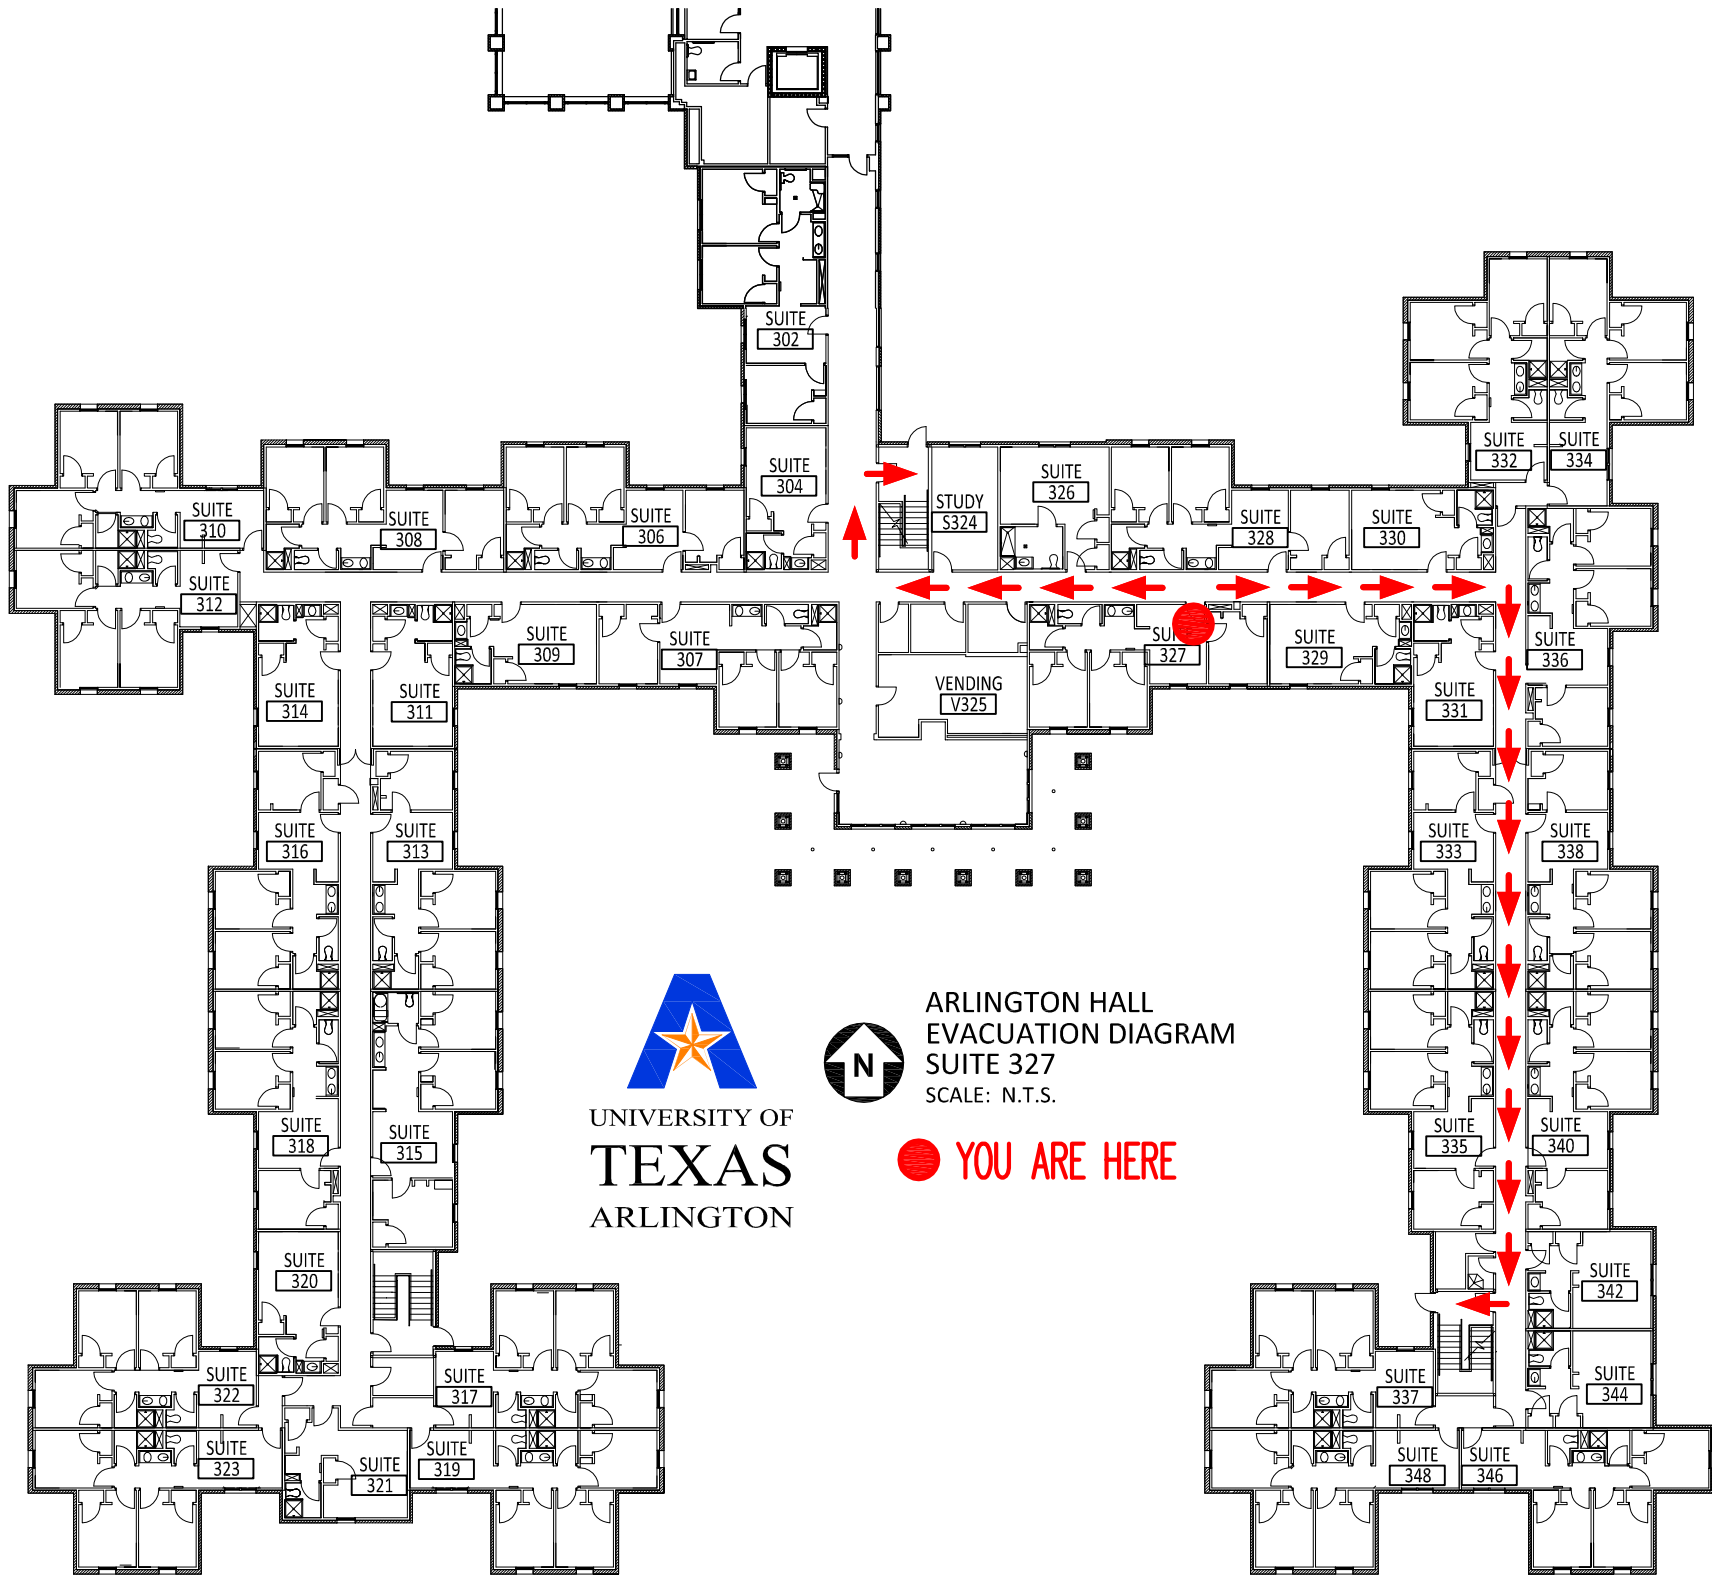 SUITE
302
SUITE
304
SUITE
306
SUITE
308
SUITE
310
SUITE
312
STUDY
S324
SUITE
326
SUITE
328
SUITE
330
SUITE
332
SUITE
334
SUITE
314
SUITE
311
SUITE
309
SUITE
307
VENDING
V325
SUITE
327
SUITE
329
SUITE
331
SUITE
336
SUITE
316
SUITE
313
SUITE
333
SUITE
338
SUITE
318
SUITE
315
SUITE
335
SUITE
340
SUITE
320
SUITE
342
SUITE
322
SUITE
317
SUITE
337
SUITE
344
SUITE
323
SUITE
321
SUITE
319
SUITE
348
SUITE
346
UNIVERSITY OF
TEXAS
ARLINGTON
N
ARLINGTON HALL
EVACUATION DIAGRAM
SUITE 327
SCALE: N.T.S.
YOU ARE HERE